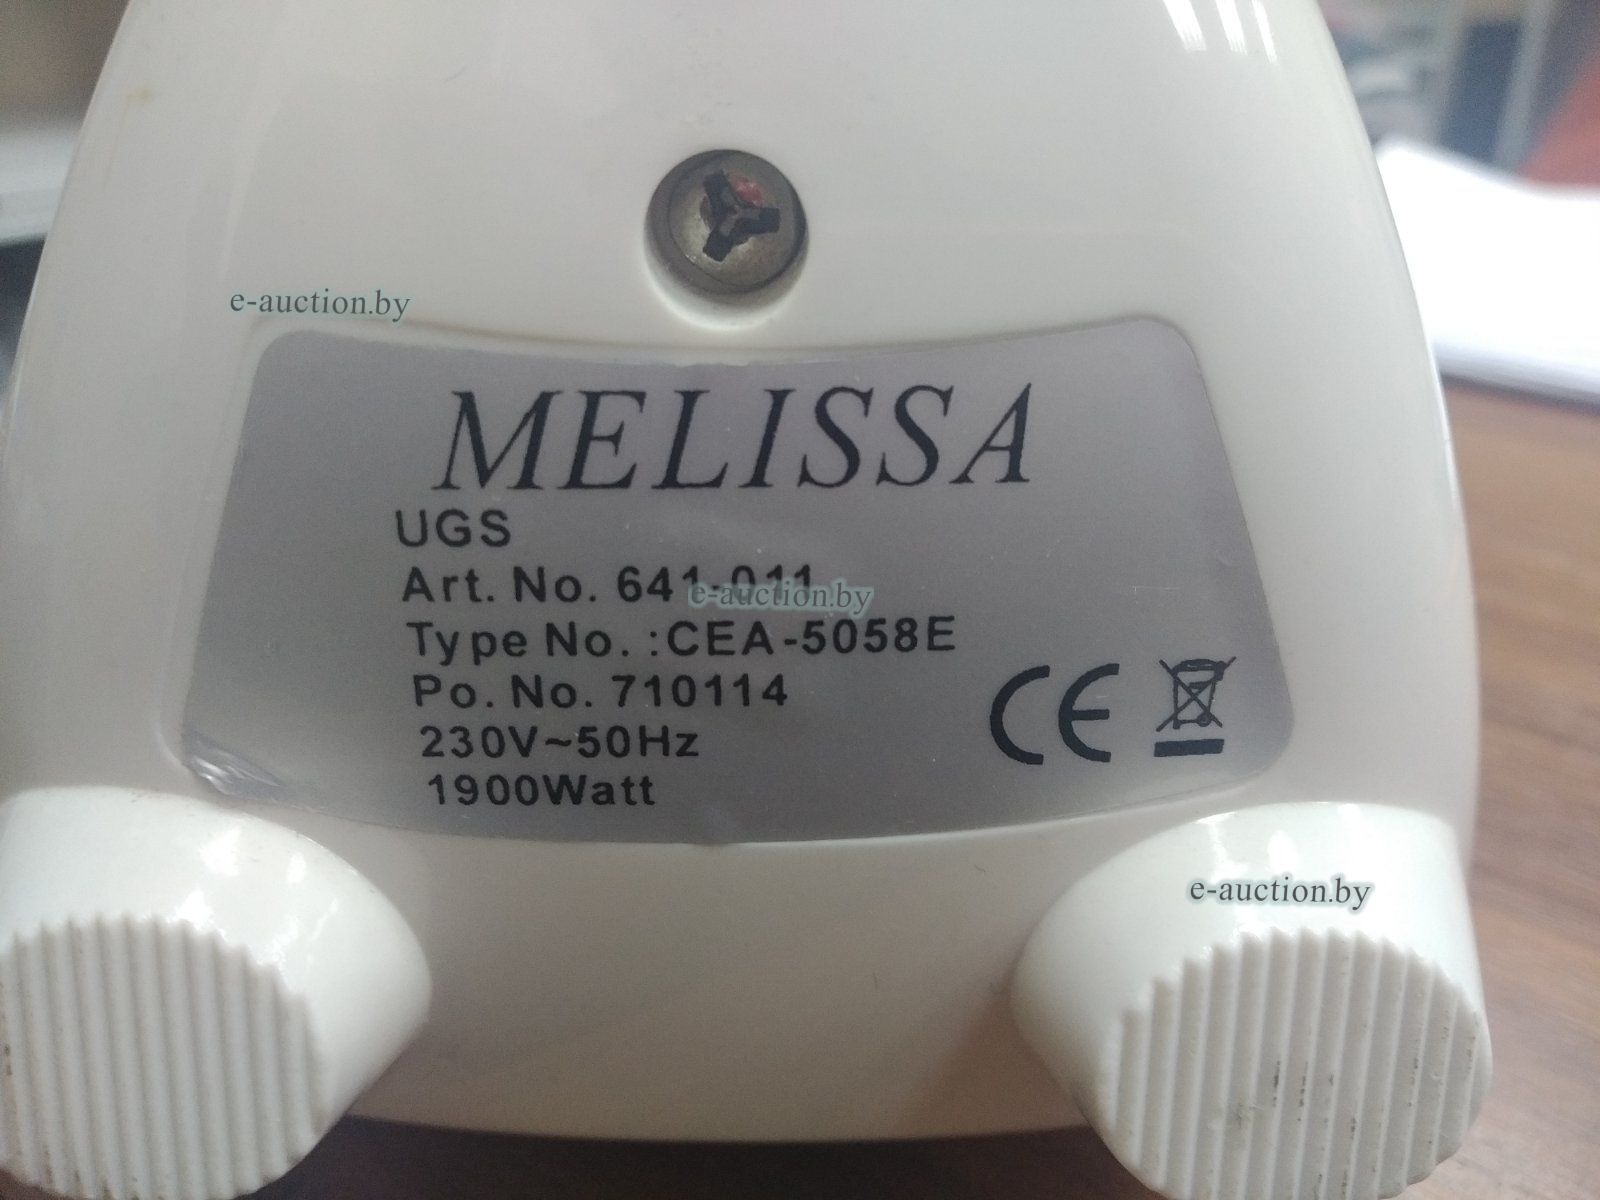 e-auction.by
MELISSA
UGS
Art. No. 641-011
e-auction.by
Type No. :CEA-5058E
Po. No. 710114
230V~50Hz
1900Watt
CE
e-auction.by